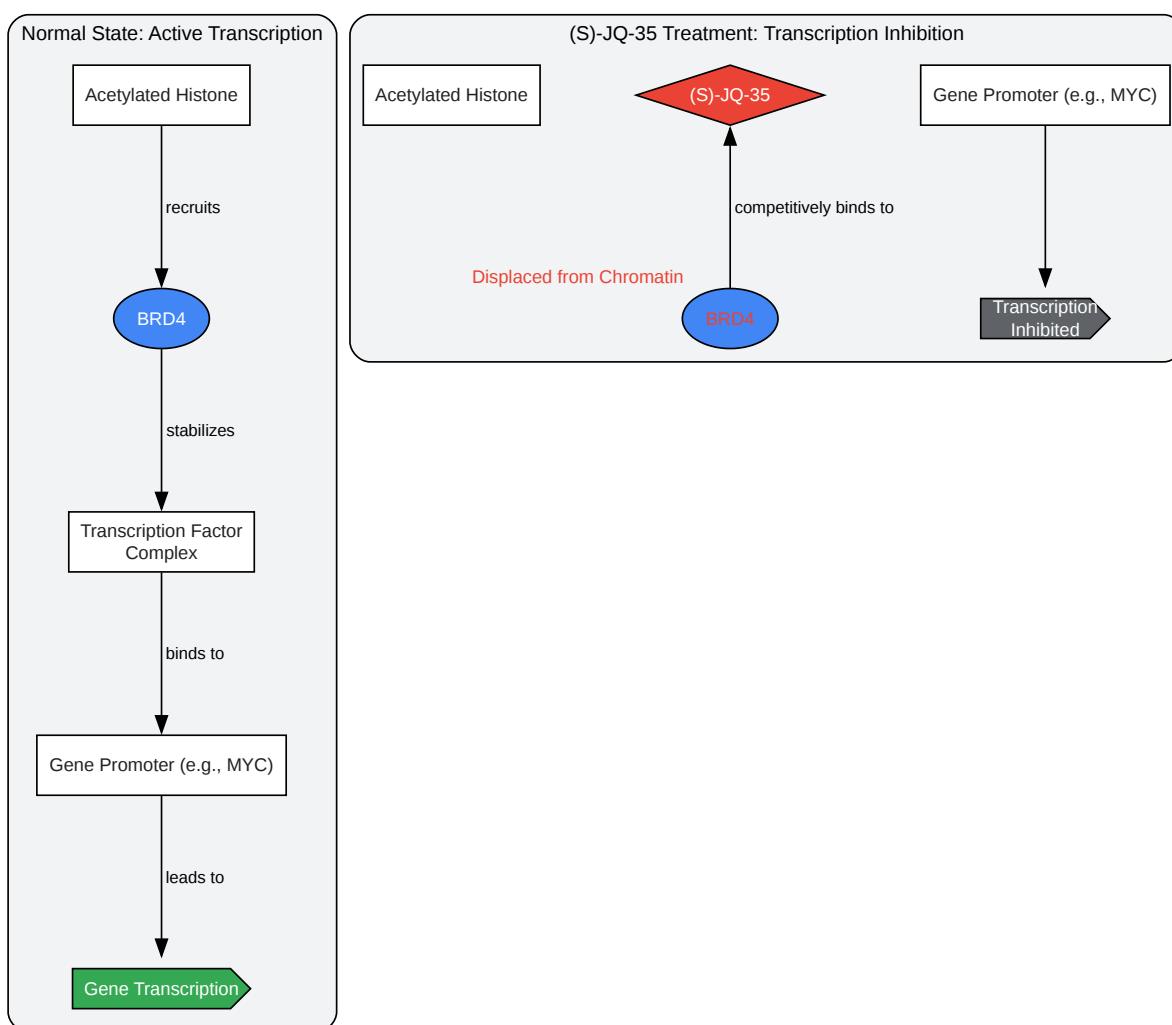 Normal State: Active Transcription
Acetylated Histone
recruits
BRD4
stabilizes
Transcription Factor
Complex
binds to
Gene Promoter (e.g., MYC)
leads to
Gene Transcription
(S)-JQ-35 Treatment: Transcription Inhibition
Acetylated Histone
(S)-JQ-35
Gene Promoter (e.g., MYC)
competitively binds to
Displaced from Chromatin
BRD4
Transcription
Inhibited